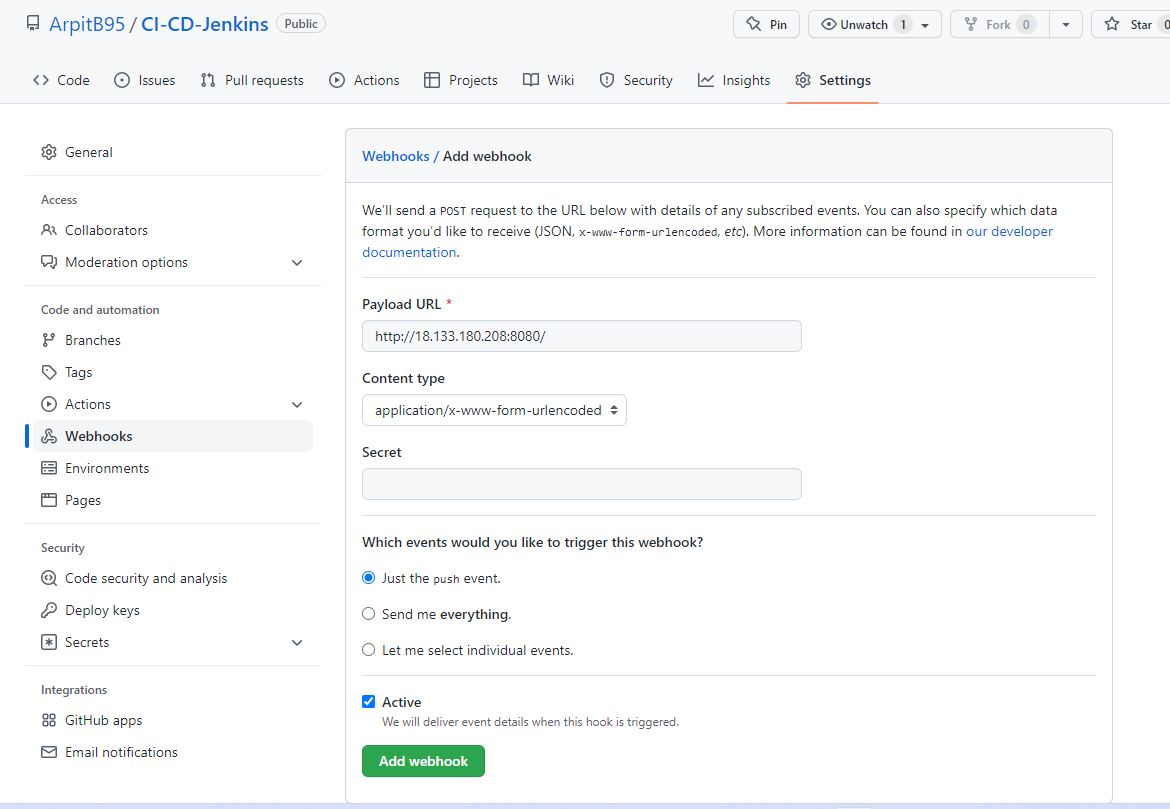 ArpitB95 / CI-CD-Jenkins Public Pin Unwatch 1 Fork 0 Star 0
Code Issues Pull requests Actions Projects Wiki Security Insights Settings
General
Access
Collaborators
Moderation options
Code and automation
Branches
Tags
Actions
Webhooks
Environments
Pages
Security
Code security and analysis
Deploy keys
Secrets
Integrations
GitHub apps
Email notifications
Webhooks / Add webhook
We'll send a POST request to the URL below with details of any subscribed events. You can also specify which data
format you'd like to receive (JSON, x-www-form-urlencoded, etc). More information can be found in our developer
documentation.
Payload URL *
http://18.133.180.208:8080/
Content type
application/x-www-form-urlencoded
Secret
Which events would you like to trigger this webhook?
Just the push event.
Send me everything.
Let me select individual events.
Active
We will deliver event details when this hook is triggered.
Add webhook